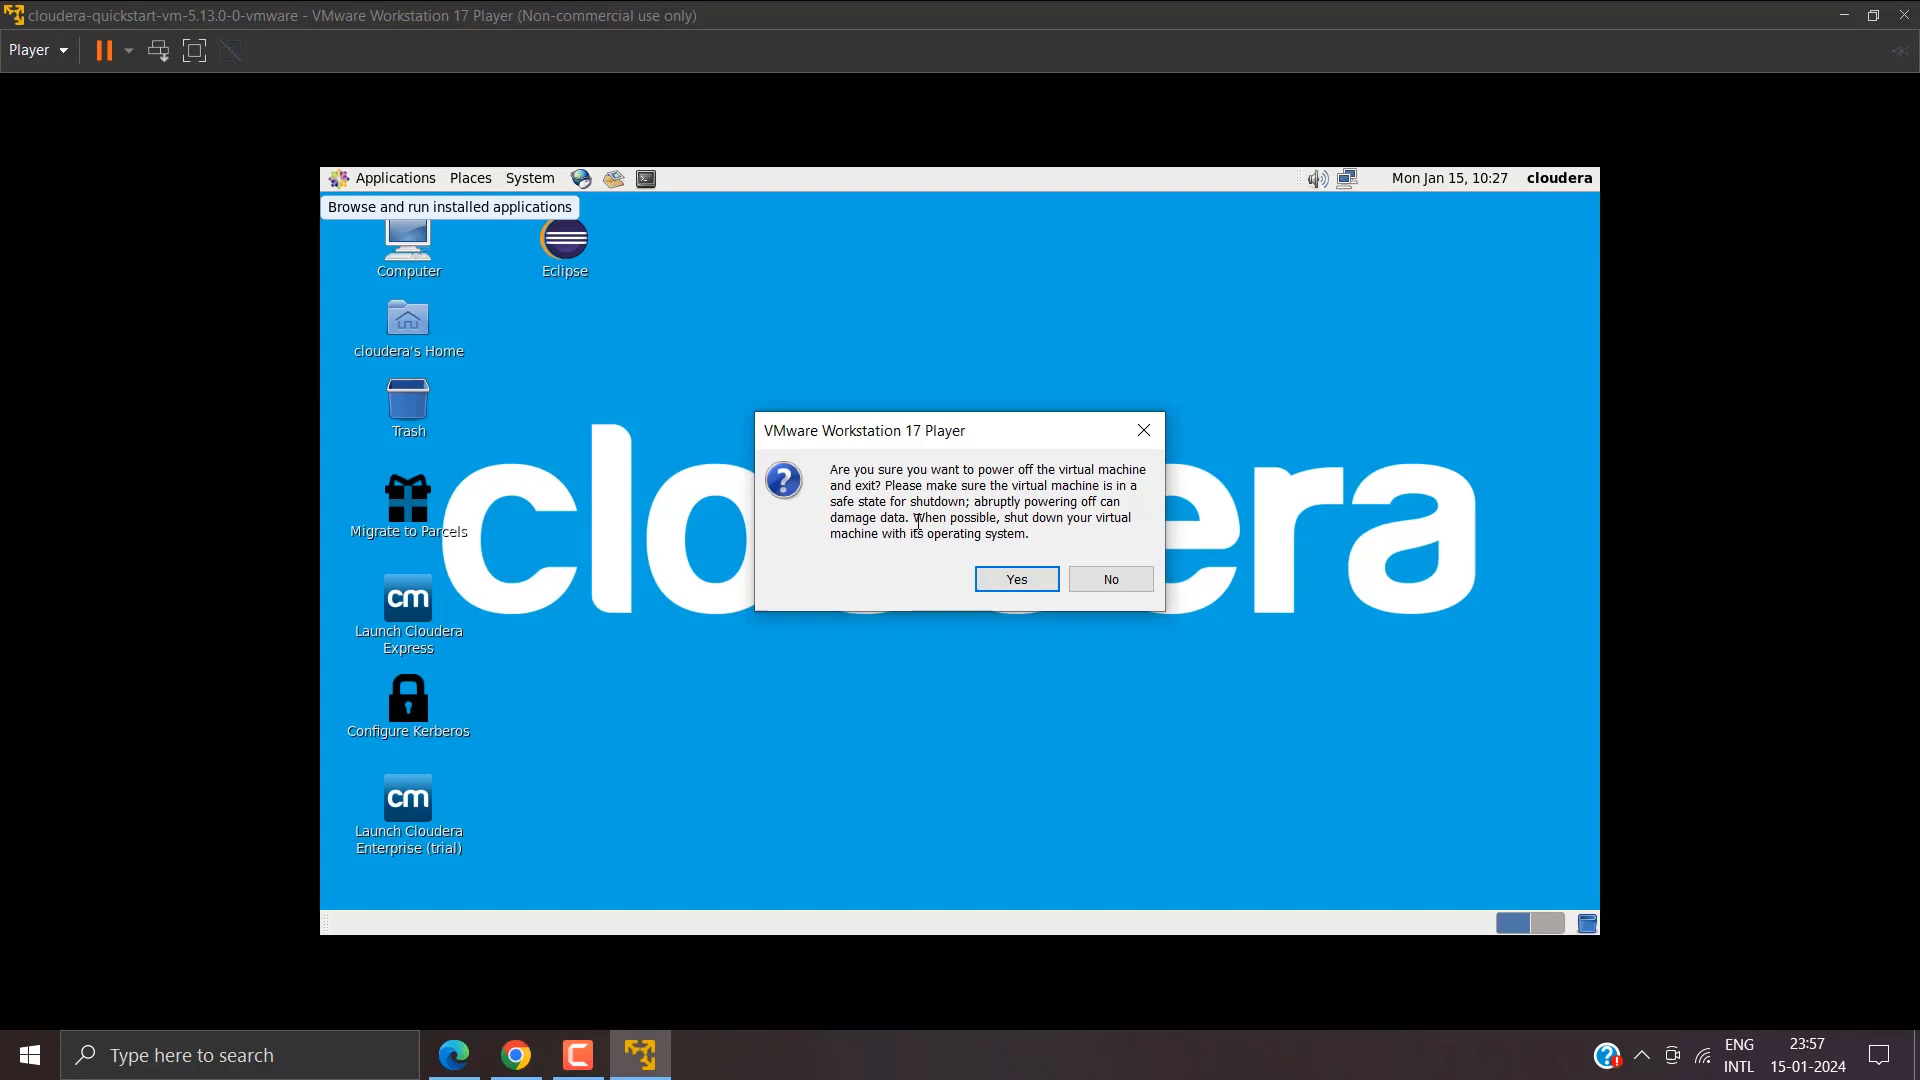 cloudera-quickstart-vm-5.13.0-0-vmware - VMware Workstation 17 Player (Non-commercial use only)
Player
Applications Places System
Mon Jan 15, 10:27 cloudera
Browse and run installed applications
Computer
Eclipse
cloudera's Home
Trash
Migrate to Parcels
cm
Launch Cloudera
Express
Configure Kerberos
cm
Launch Cloudera
Enterprise (trial)
VMware Workstation 17 Player
Are you sure you want to power off the virtual machine
and exit? Please make sure the virtual machine is in a
safe state for shutdown; abruptly powering off can
damage data. When possible, shut down your virtual
machine with its operating system.
Yes No
Type here to search
ENG
INTL
23:57
15-01-2024